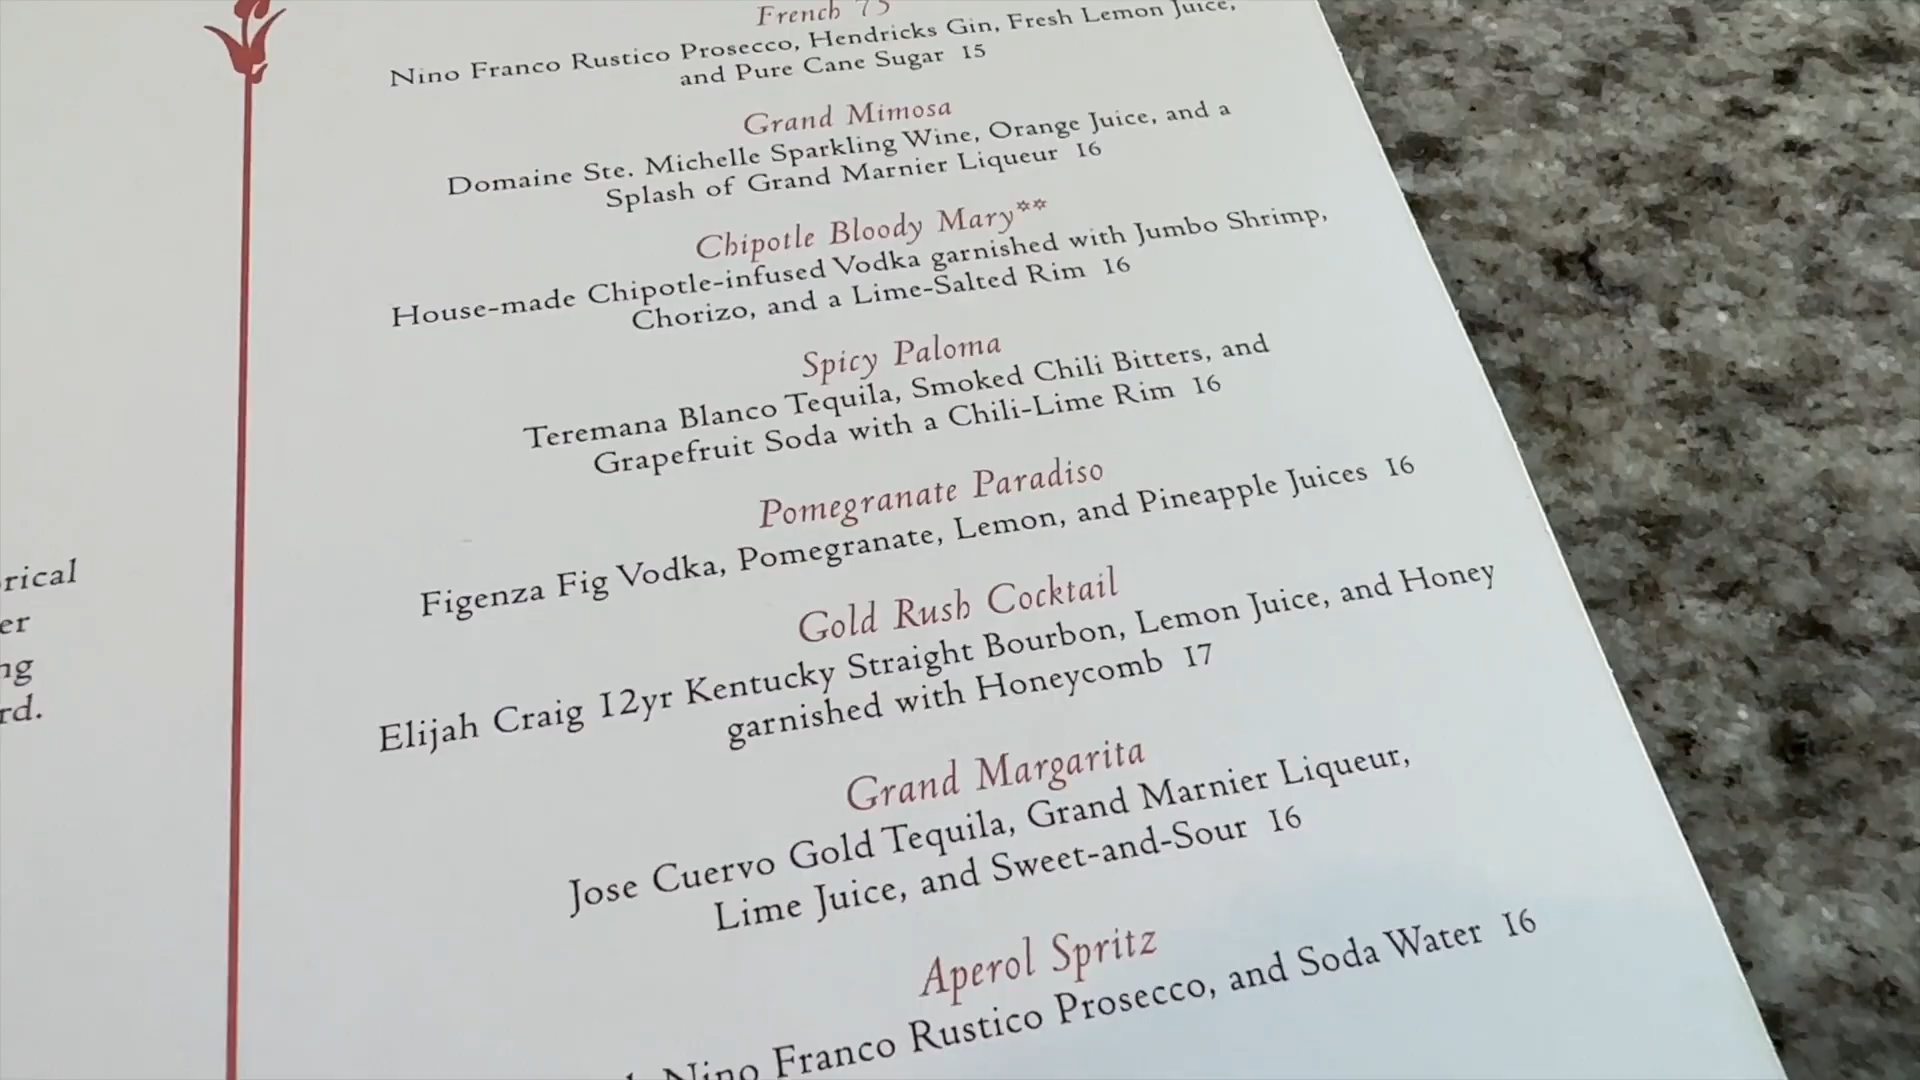 French 75
Nino Franco Rustico Prosecco, Hendricks Gin, Fresh Lemon Juice,
and Pure Cane Sugar 15
Grand Mimosa
Domaine Ste. Michelle Sparkling Wine, Orange Juice, and a
Splash of Grand Marnier Liqueur 16
Chipotle Bloody Mary**
House-made Chipotle-infused Vodka garnished with Jumbo Shrimp,
Chorizo, and a Lime-Salted Rim 16
Spicy Paloma
Teremana Blanco Tequila, Smoked Chili Bitters, and
Grapefruit Soda with a Chili-Lime Rim 16
Pomegranate Paradiso
Figenza Fig Vodka, Pomegranate, Lemon, and Pineapple Juices 16
Gold Rush Cocktail
Elijah Craig 12yr Kentucky Straight Bourbon, Lemon Juice, and Honey
garnished with Honeycomb 17
Grand Margarita
Jose Cuervo Gold Tequila, Grand Marnier Liqueur,
Lime Juice, and Sweet-and-Sour 16
Aperol Spritz
Nino Franco Rustico Prosecco, and Soda Water 16
rical
er
ng
rd.